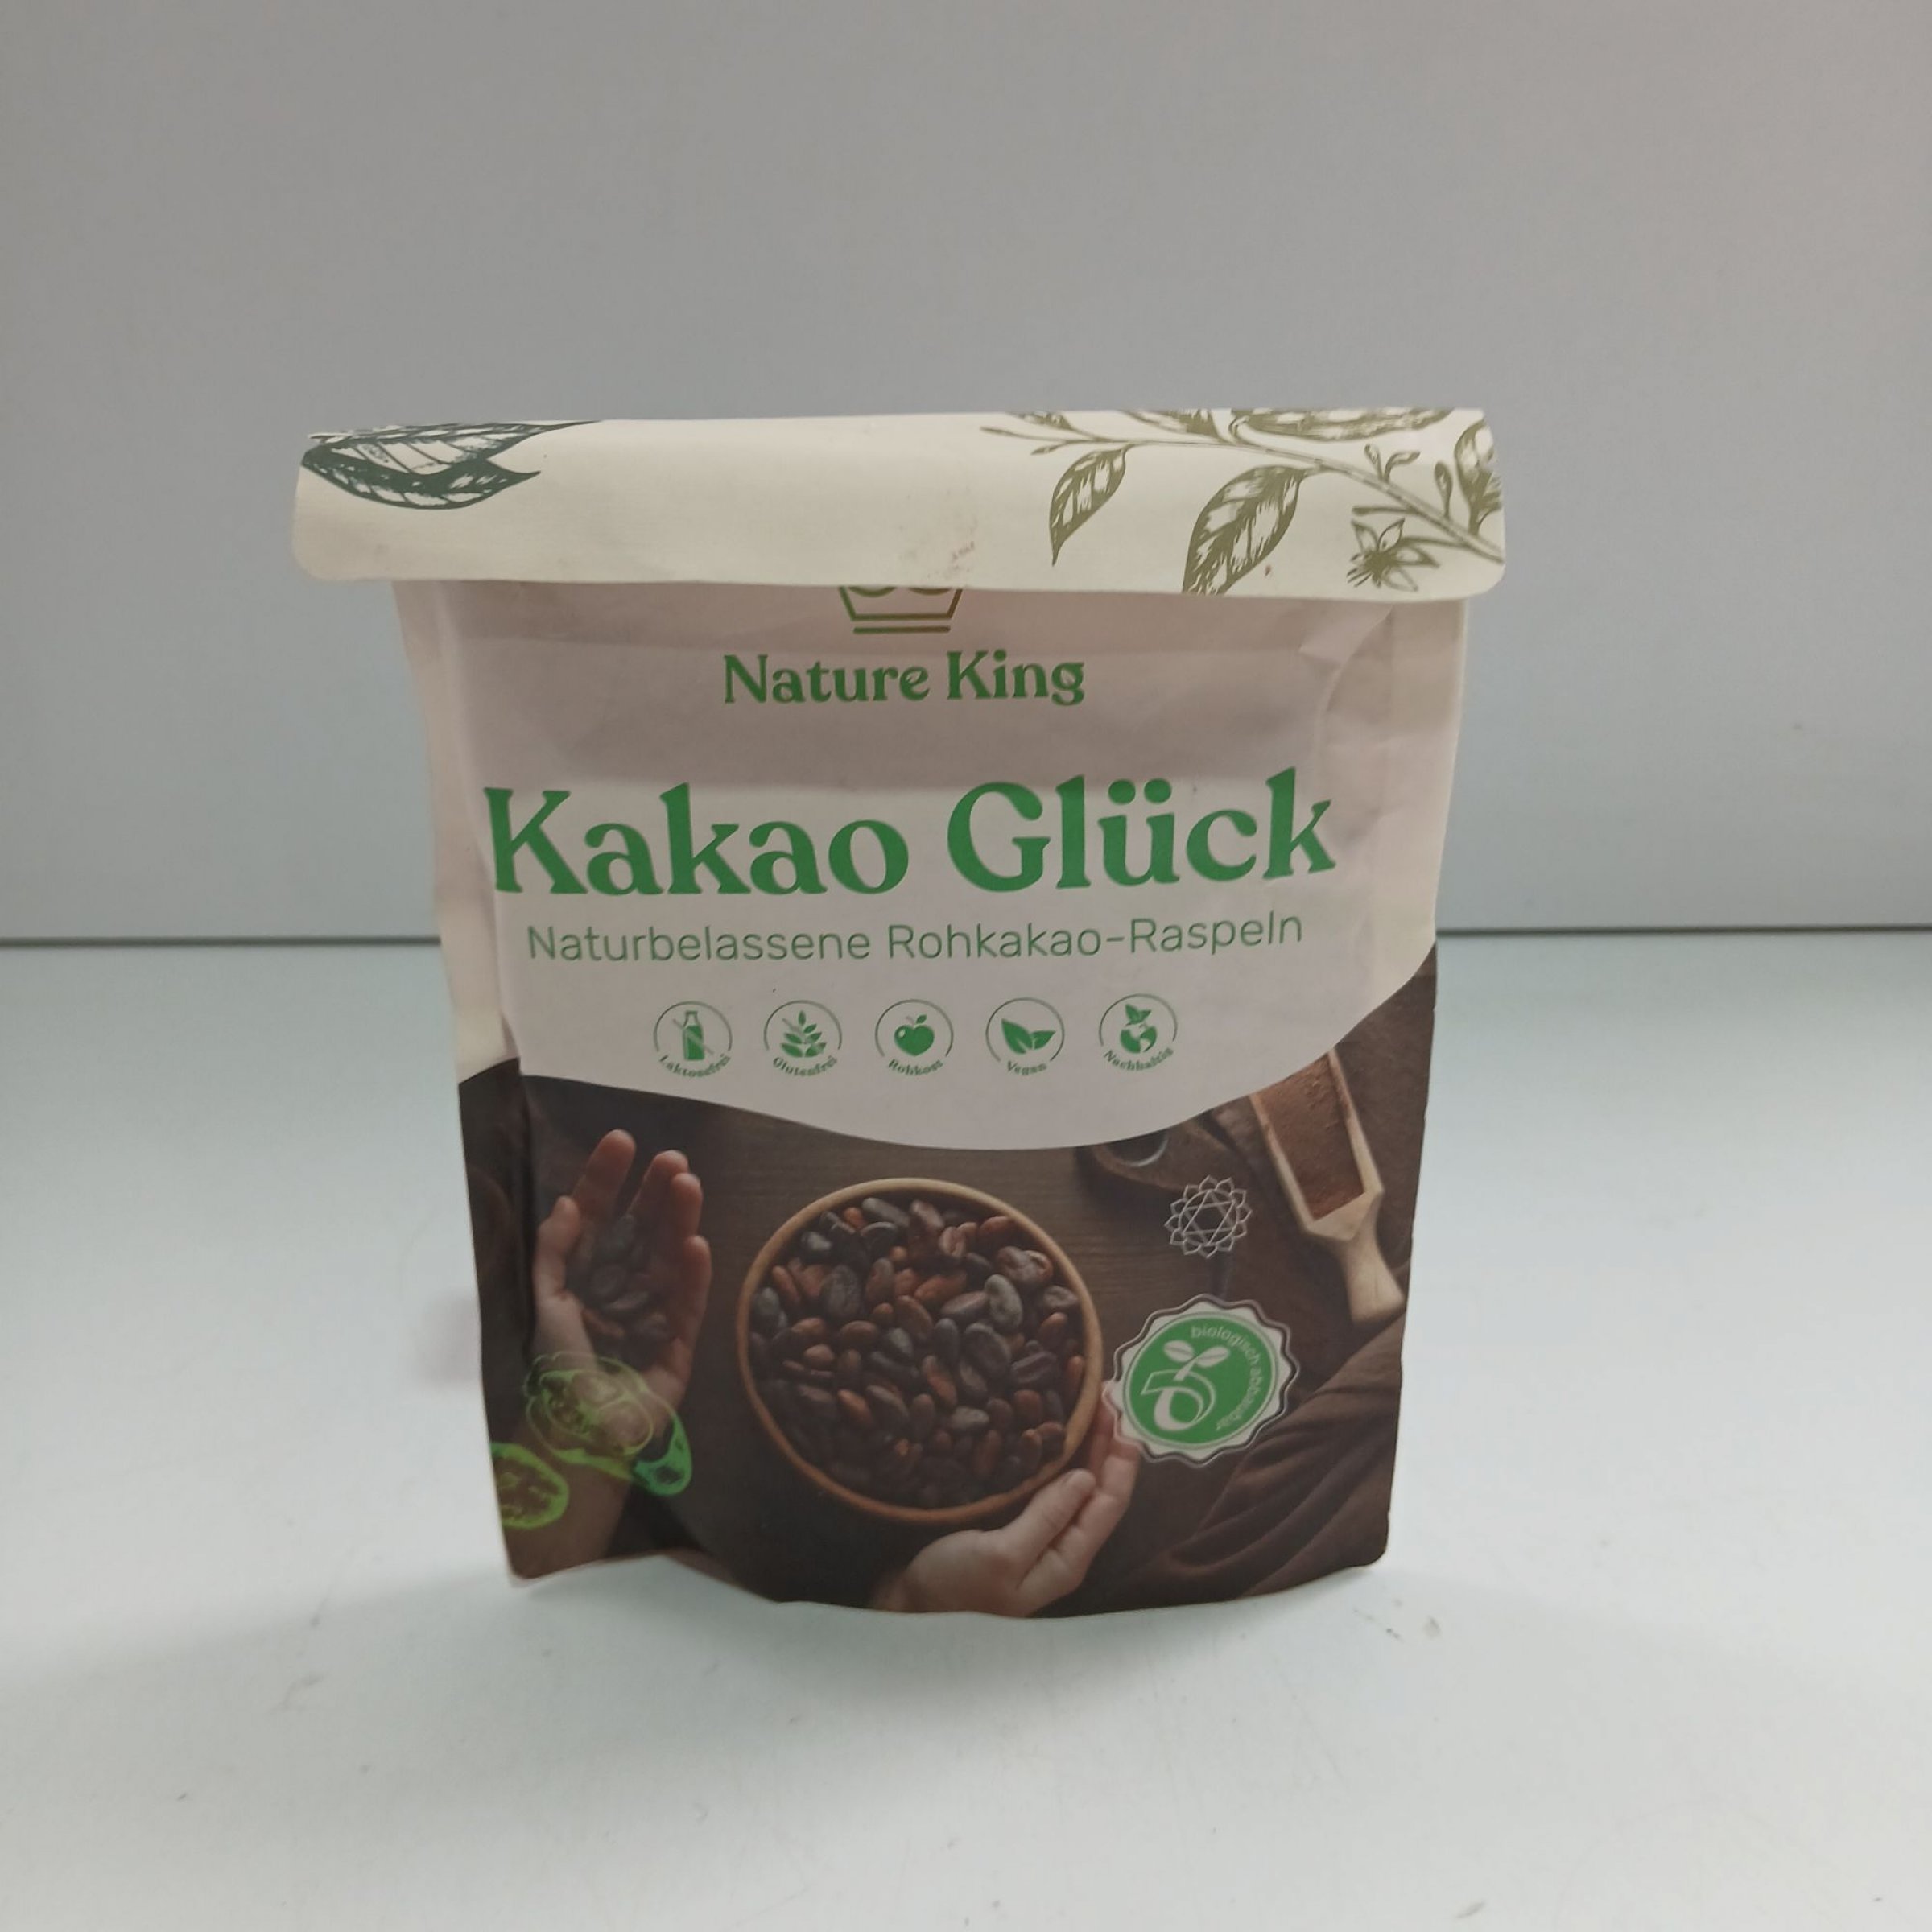 Nature King
Kakao Glück
Naturbelassene Rohkakao-Raspeln
Laktosefrei
Glutenfrei
Rohkost
Vegan
Nachhaltig
biologisch abbaubar